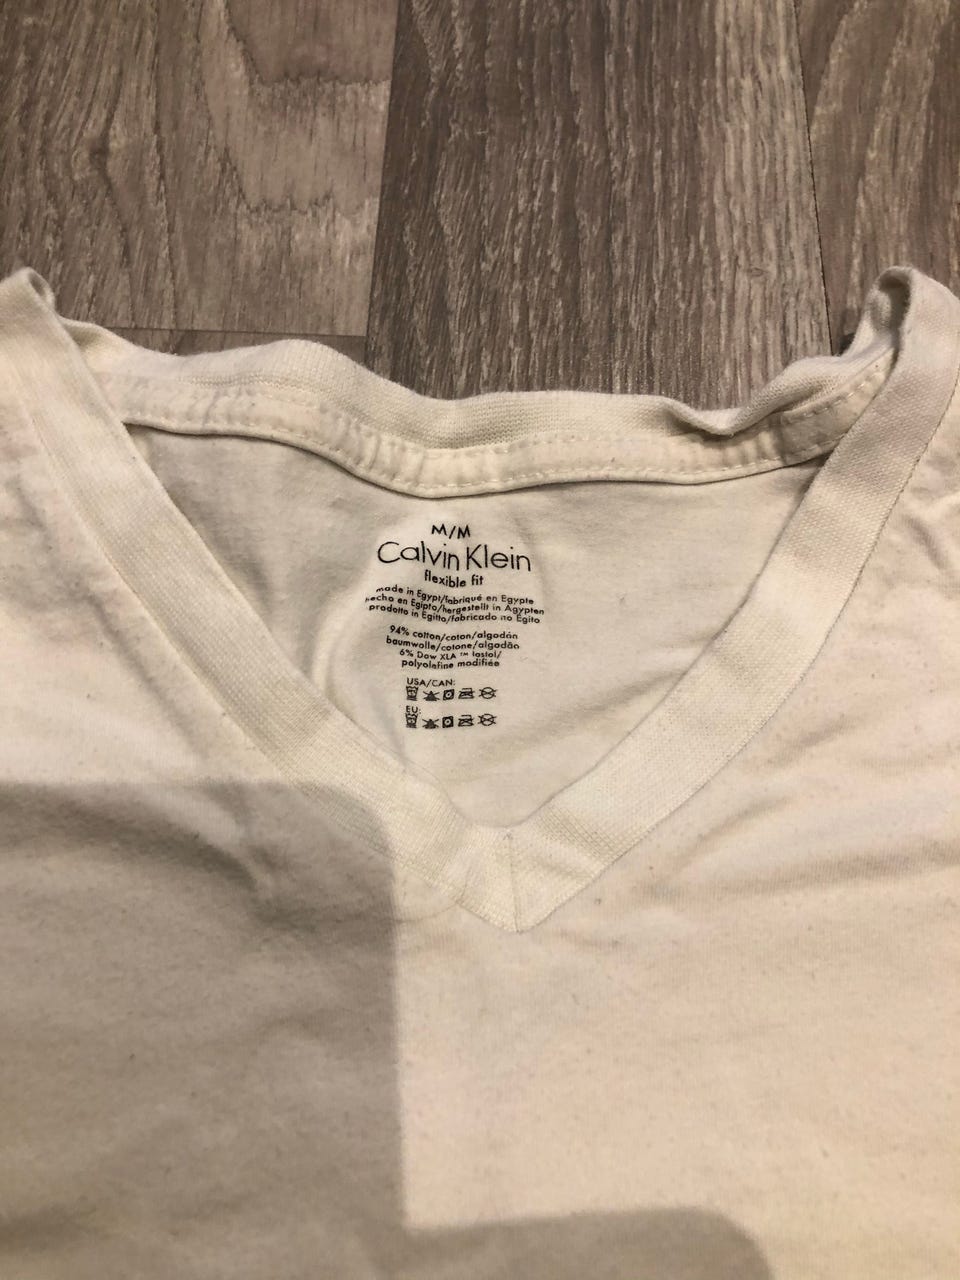 M/M
Calvin Klein
flexible fit
made in Egypt/fabriqué en Egypte
hecho en Egipto/hergestellt in Ägypten
prodotto in Egitto/fabricado no Egito
94% cotton/coton/algodón
baumwolle/cotone/algodão
6% Dow XLA ™ lastol/
polyolefine modifiée
USA/CAN:
EU: